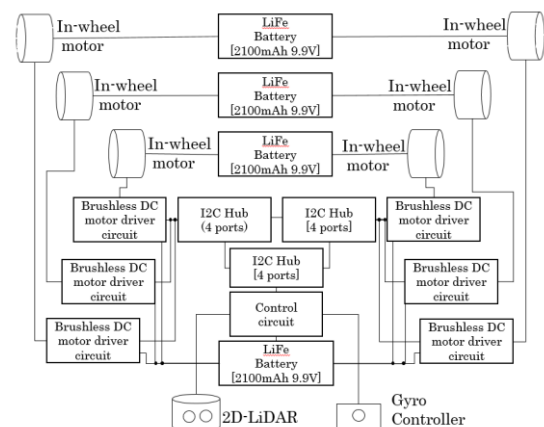 In-wheel
motor
LiFe
Battery
[2100mAh 9.9V]
In-wheel
motor
In-wheel
motor
LiFe
Battery
[2100mAh 9.9V]
In-wheel
motor
In-wheel
motor
LiFe
Battery
[2100mAh 9.9V]
In-wheel
motor
Brushless DC
motor driver
circuit
I2C Hub
(4 ports)
I2C Hub
[4 ports]
Brushless DC
motor driver
circuit
Brushless DC
motor driver
circuit
I2C Hub
[4 ports]
Brushless DC
motor driver
circuit
Brushless DC
motor driver
circuit
Control
circuit
Brushless DC
motor driver
circuit
LiFe
Battery
[2100mAh 9.9V]
2D-LiDAR
Gyro
Controller